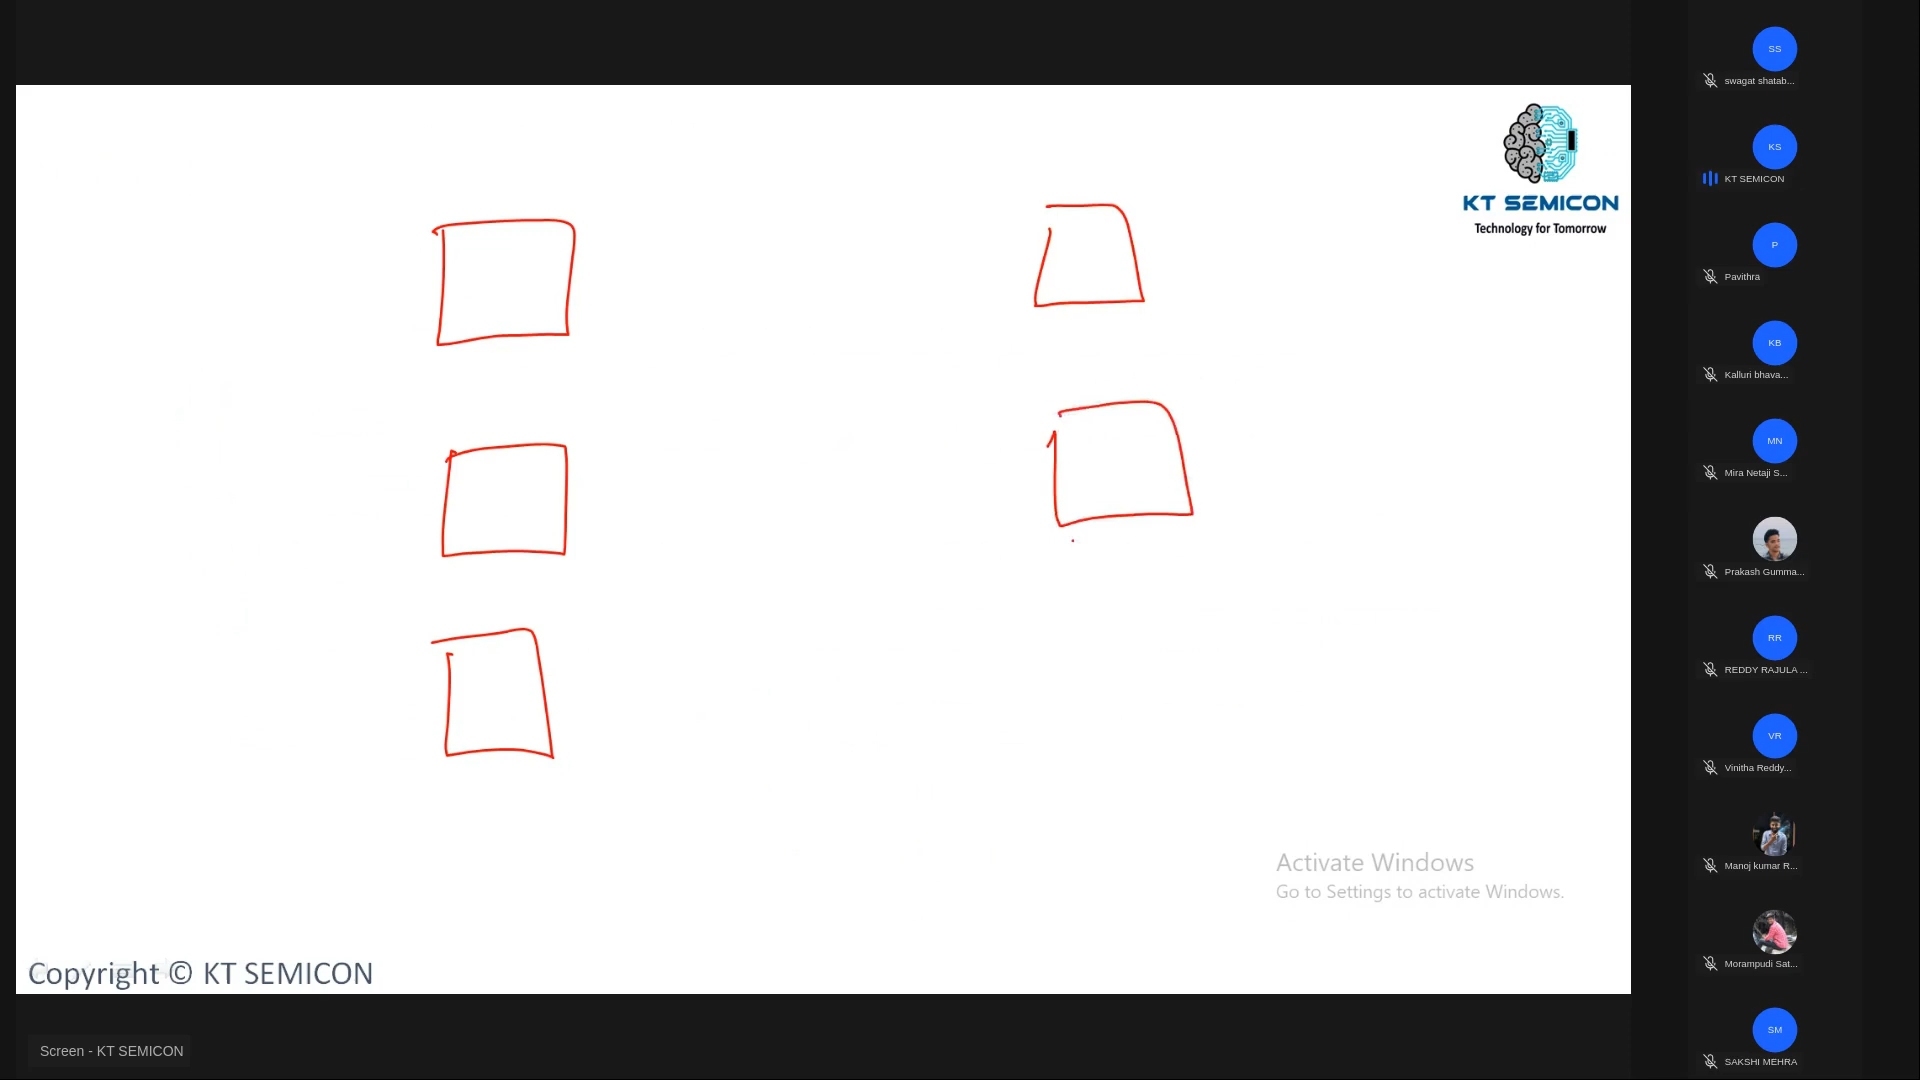 KT SEMICON
Technology for Tomorrow
Activate Windows
Go to Settings to activate Windows.
Copyright © KT SEMICON
Screen - KT SEMICON
SS
swagat shatab...
KS
KT SEMICON
P
Pavithra
KB
Kalluri bhava...
MN
Mira Netaji S...
Prakash Gumma...
RR
REDDY RAJULA ...
VR
Vinitha Reddy...
Manoj kumar R...
Morampudi Sat...
SM
SAKSHI MEHRA